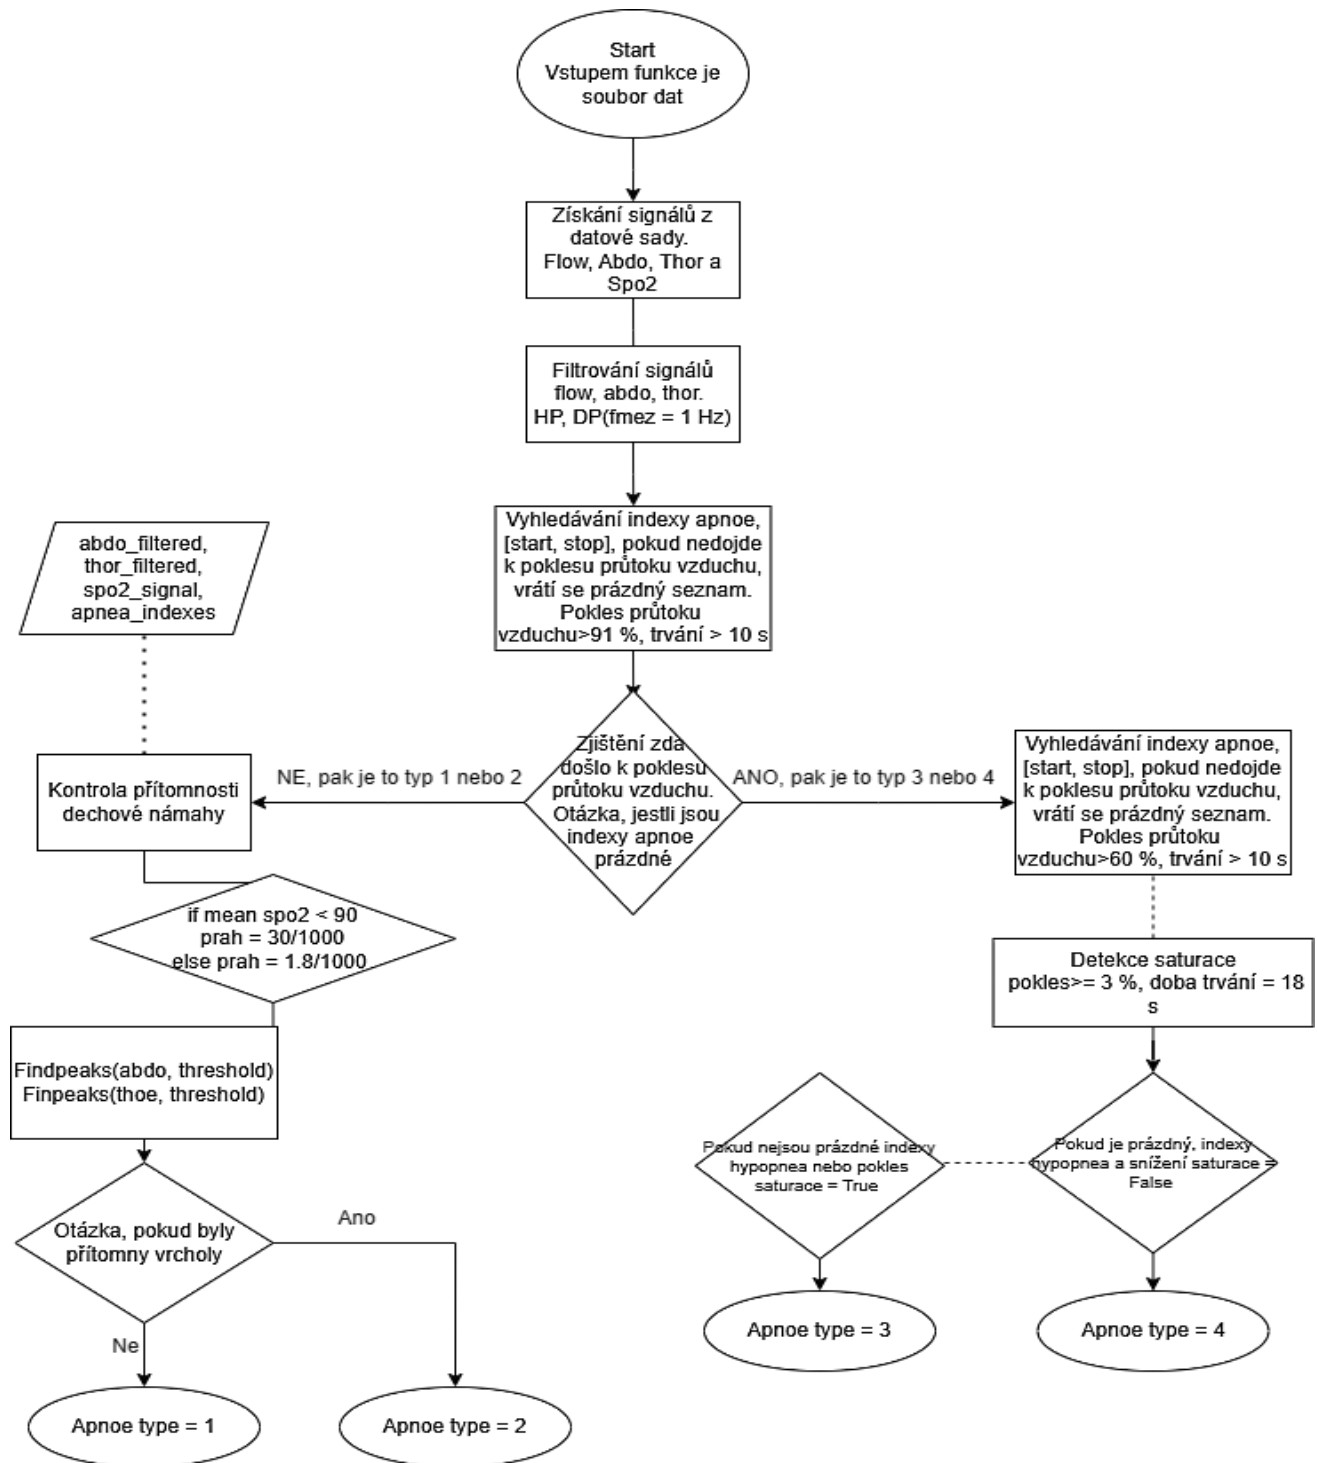 Start
Vstupem funkce je
soubor dat
Získání signálů z
datové sady.
Flow, Abdo, Thor a
Spo2
Filtrování signálů
flow, abdo, thor.
HP, DP(fmez = 1 Hz)
Vyhledávání indexy apnoe,
[start, stop], pokud nedojde
k poklesu průtoku vzduchu,
vrátí se prázdný seznam.
Pokles průtoku
vzduchu>91 %, trvání > 10 s
abdo_filtered,
thor_filtered,
spo2_signal,
apnea_indexes
Zjištění zda
došlo k poklesu
průtoku vzduchu.
Otázka, jestli jsou
indexy apnoe
prázdné
NE, pak je to typ 1 nebo 2
ANO, pak je to typ 3 nebo 4
Kontrola přítomnosti
dechové námahy
if mean spo2 < 90
prah = 30/1000
else prah = 1.8/1000
Findpeaks(abdo, threshold)
Finpeaks(thoe, threshold)
Otázka, pokud byly
přítomny vrcholy
Ano
Ne
Apnoe type = 1
Apnoe type = 2
Vyhledávání indexy apnoe,
[start, stop], pokud nedojde
k poklesu průtoku vzduchu,
vrátí se prázdný seznam.
Pokles průtoku
vzduchu>60 %, trvání > 10 s
Detekce saturace
pokles>= 3 %, doba trvání = 18
s
Pokud nejsou prázdné indexy
hypopnea nebo pokles
saturace = True
Pokud je prázdný, indexy
hypopnea a snížení saturace =
False
Apnoe type = 3
Apnoe type = 4